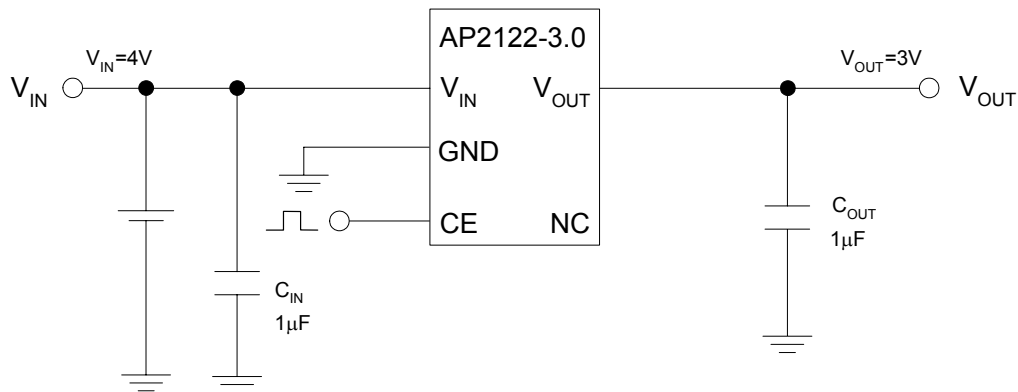 AP2122-3.0
V_IN=4V
V_OUT=3V
V_IN
V_IN
V_OUT
V_OUT
GND
CE
NC
C_IN
1μF
C_OUT
1μF